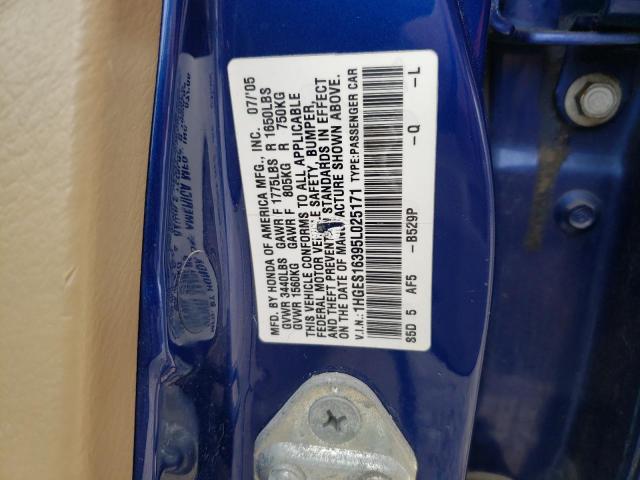 MFD. BY HONDA OF AMERICA MFG., INC. 07/'05
GVWR 3440LBS GAWR F 1775LBS R 1650LBS
GVWR 1560KG GAWR F 805KG R 750KG
THIS VEHICLE CONFORMS TO ALL APPLICABLE
FEDERAL MOTOR VEHICLE SAFETY, BUMPER,
AND THEFT PREVENTION STANDARDS IN EFFECT
ON THE DATE OF MANUFACTURE SHOWN ABOVE.
V.I.N.:1HGES16395L025171 TYPE:PASSENGER CAR
S5D 5 AF5 -B529P -Q -L